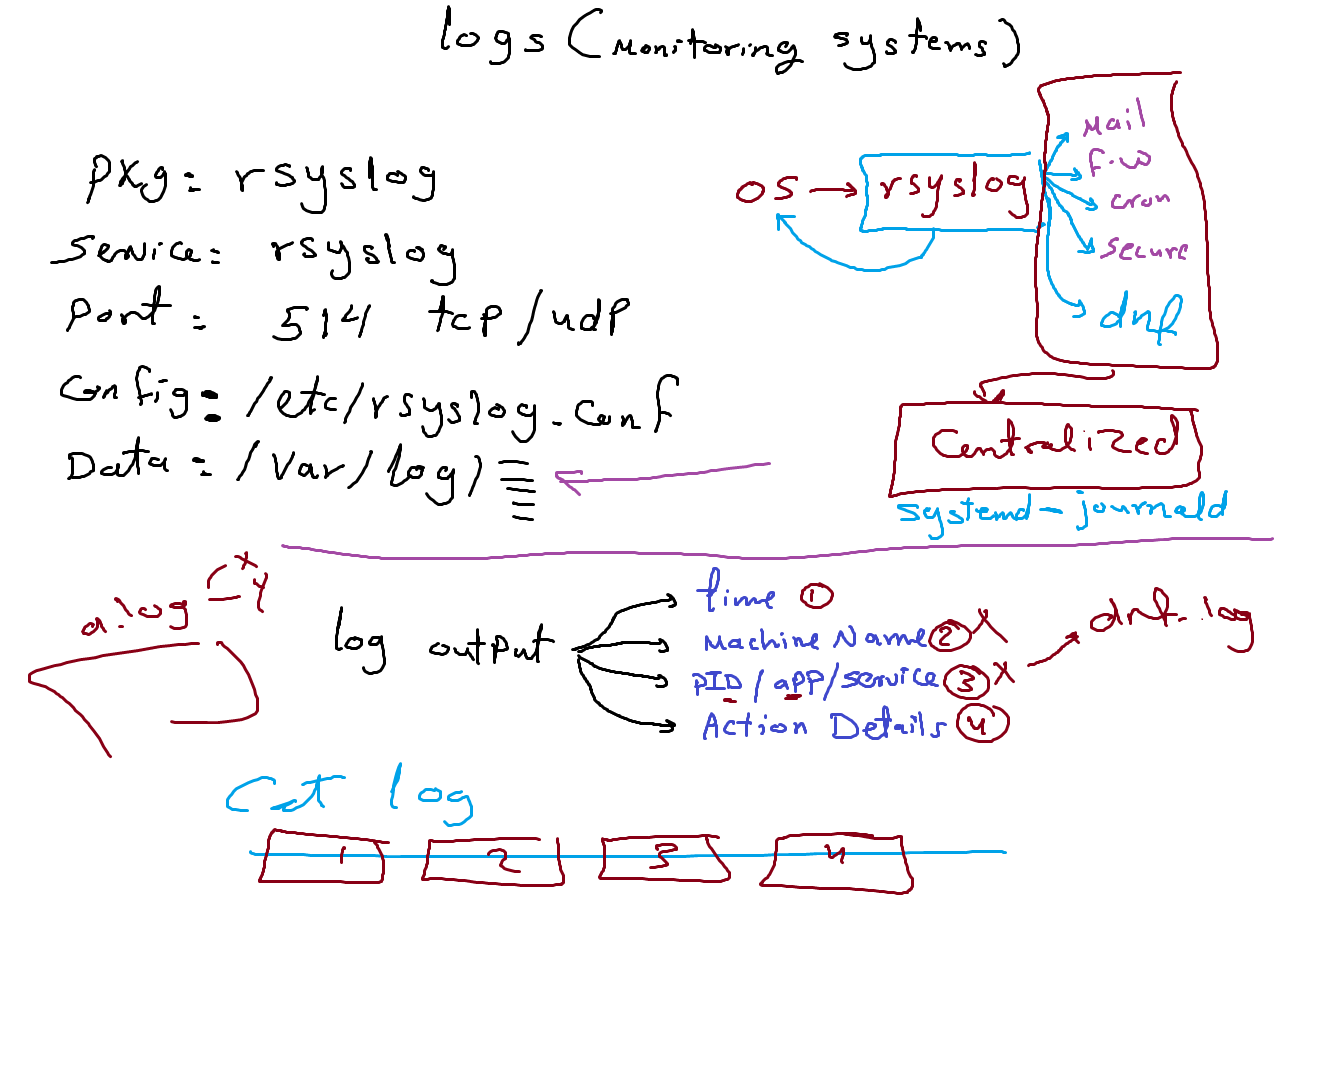 logs (Monitoring systems)
PKg: rsyslog
Service: rsyslog
Port: 514 tcp/udp
Config: /etc/rsyslog.conf
Data: /var/log/
OS → rsyslog
Mail
F.W
cron
Secure
dnf
Centralized
systemd-journald
a.log
x
y
log output
time 1
Machine Name 2 X
PID / app/service 3 X
dnf.log
Action Details 4
Cat log
1 2 3 4